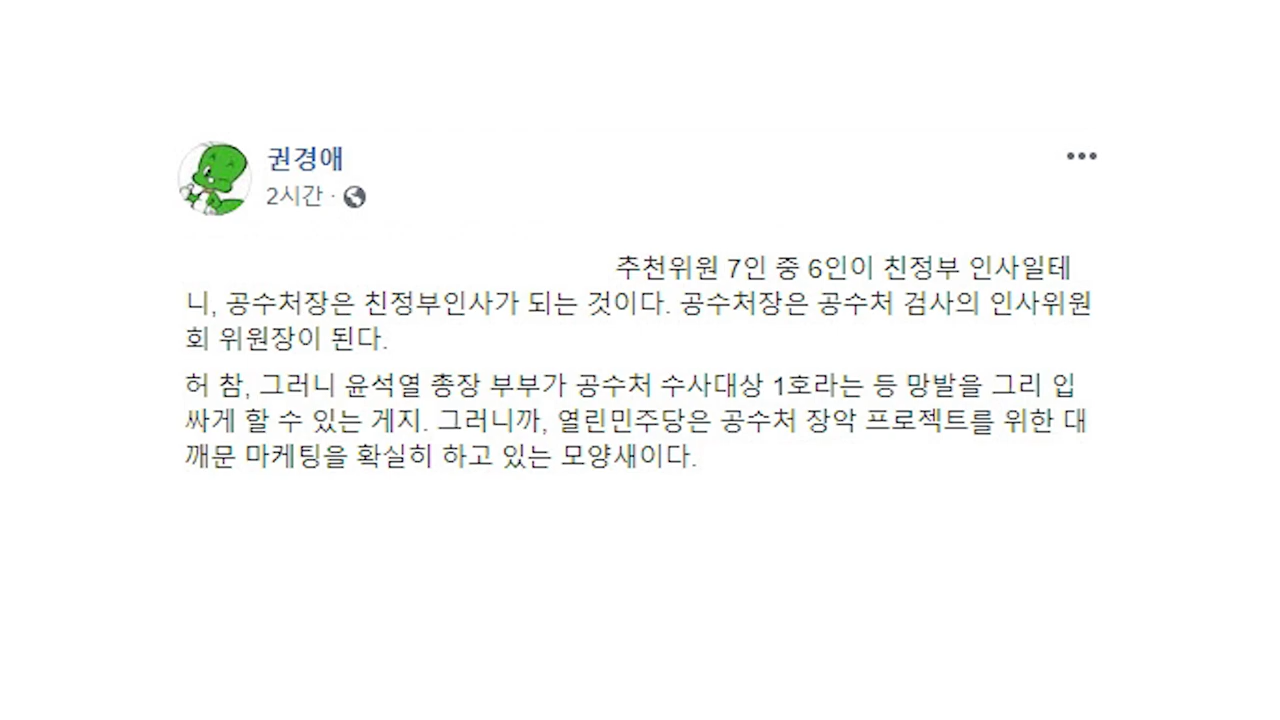 권경애
2시간 ·
추천위원 7인 중 6인이 친정부 인사일테
니, 공수처장은 친정부인사가 되는 것이다. 공수처장은 공수처 검사의 인사위원
회 위원장이 된다.
허 참, 그러니 윤석열 총장 부부가 공수처 수사대상 1호라는 등 망발을 그리 입
싸게 할 수 있는 게지. 그러니까, 열린민주당은 공수처 장악 프로젝트를 위한 대
깨문 마케팅을 확실히 하고 있는 모양새이다.